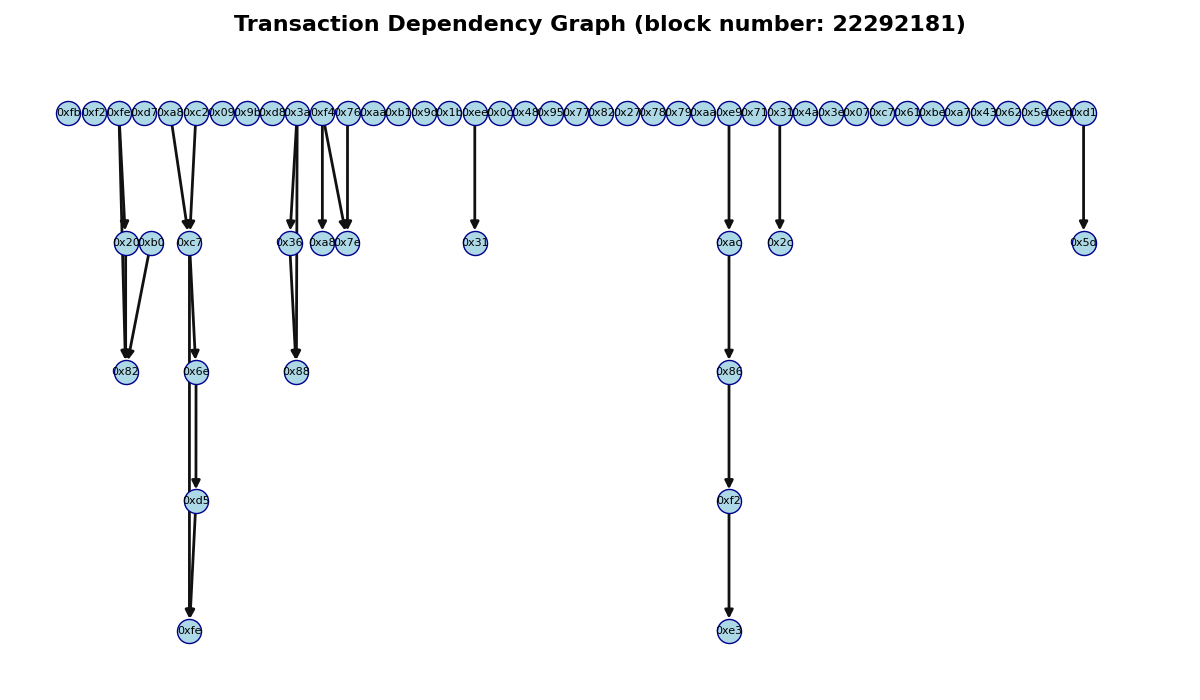 Transaction Dependency Graph (block number: 22292181)
0xfb 0xf2 0xfe 0xd7 0xa8 0xc2 0x09 0x9b 0xd8 0x3a 0xf4 0x76 0xaa 0xb1 0x9d 0x1b 0xee 0x0c 0x48 0x95 0x77 0x82 0x27 0x78 0x79 0xaa 0xe9 0x71 0x31 0x4a 0x3e 0x07 0xc7 0x61 0xbe 0xa7 0x43 0x62 0x5e 0xed 0xd1
0x20 0xb0 0xc7 0x36 0xa8 0x7e 0x31 0xac 0x2c 0x5d
0x82 0x6e 0x88 0x86
0xd5 0xf2
0xfe 0xe3